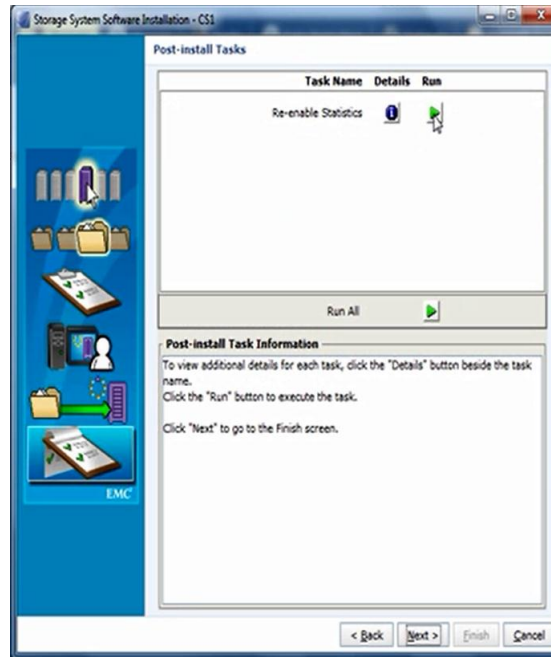 Storage System Software Installation - CS1
Post-install Tasks
Task Name Details Run
Re-enable Statistics
Run All
Post-install Task Information
To view additional details for each task, click the "Details" button beside the task
name.
Click the "Run" button to execute the task.
Click "Next" to go to the Finish screen.
EMC
< Back Next > Finish Cancel